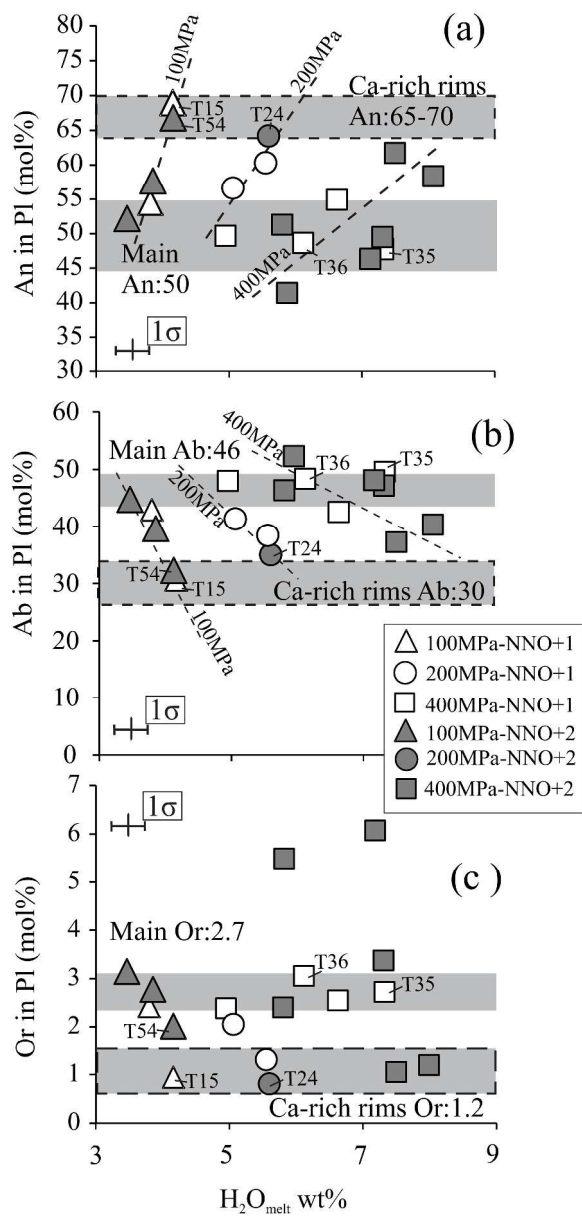 80
75
70
65
60
55
50
45
40
35
30
An in Pl (mol%)
(a)
100MPa
200MPa
Ca-rich rims
An:65-70
T15
T54
T24
Main
An:50
400MPa
T36
T35
1σ
60
50
40
30
20
10
0
Ab in Pl (mol%)
(b)
Main Ab:46
400MPa
T36
T35
200MPa
T24
T54
T15
Ca-rich rims Ab:30
100MPa
1σ
100MPa-NNO+1
200MPa-NNO+1
400MPa-NNO+1
100MPa-NNO+2
200MPa-NNO+2
400MPa-NNO+2
7
6
5
4
3
2
1
0
Or in Pl (mol%)
1σ
(c)
Main Or:2.7
T36
T35
T54
T15
T24
Ca-rich rims Or:1.2
3
5
7
9
H₂O melt wt%